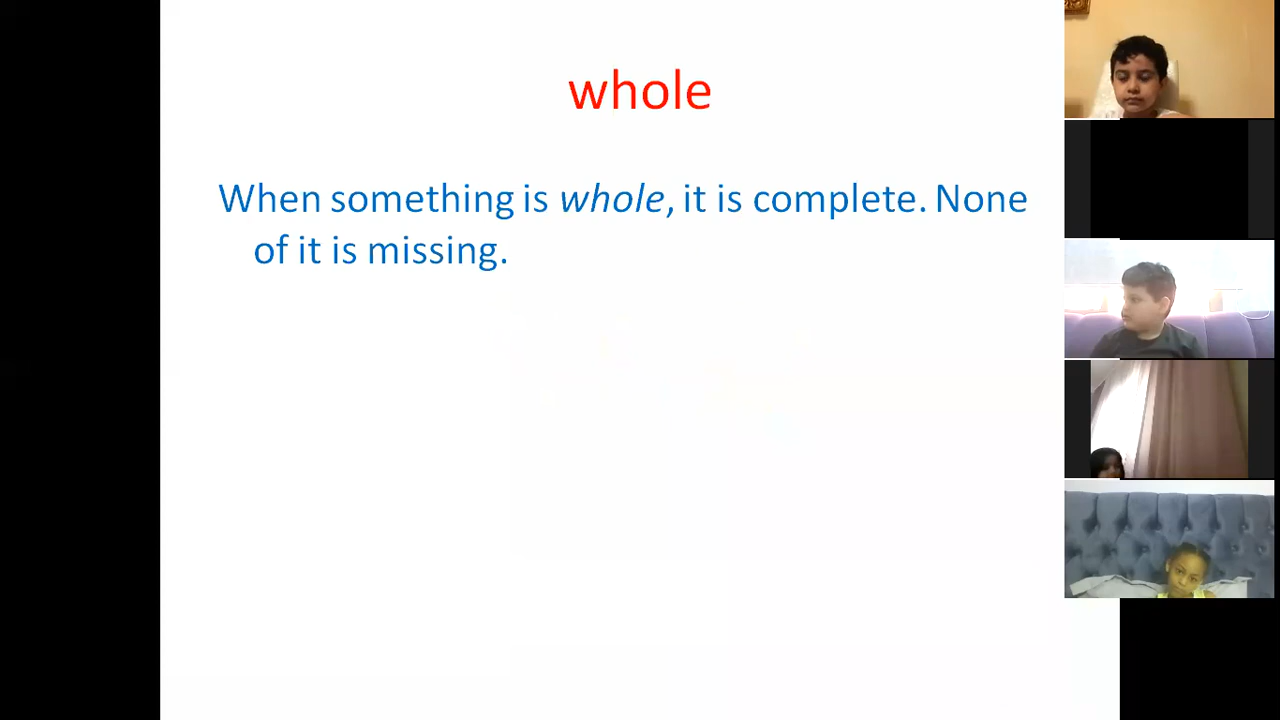 whole
When something is whole, it is complete. None
of it is missing.